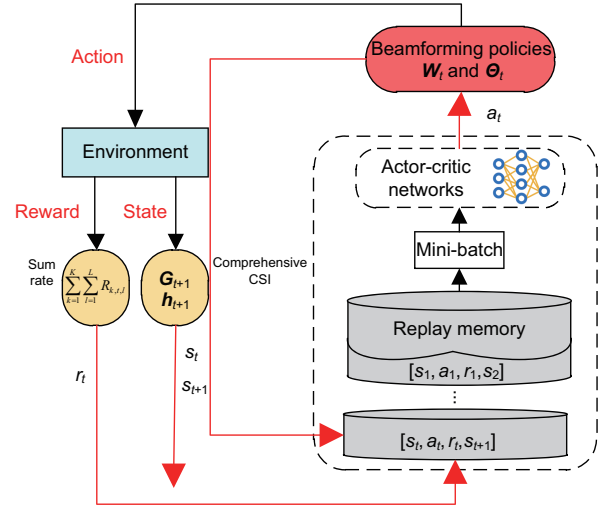 Action
Beamforming policies
W_t and Θ_t
a_t
Environment
Actor-critic
networks
Reward
State
Mini-batch
Sum
rate
∑_{k=1}^{K} ∑_{l=1}^{L} R_{k,t,l}
G_{t+1}
h_{t+1}
Comprehensive
CSI
Replay memory
[s_1, a_1, r_1, s_2]
⋮
r_t
s_t
s_{t+1}
[s_t, a_t, r_t, s_{t+1}]